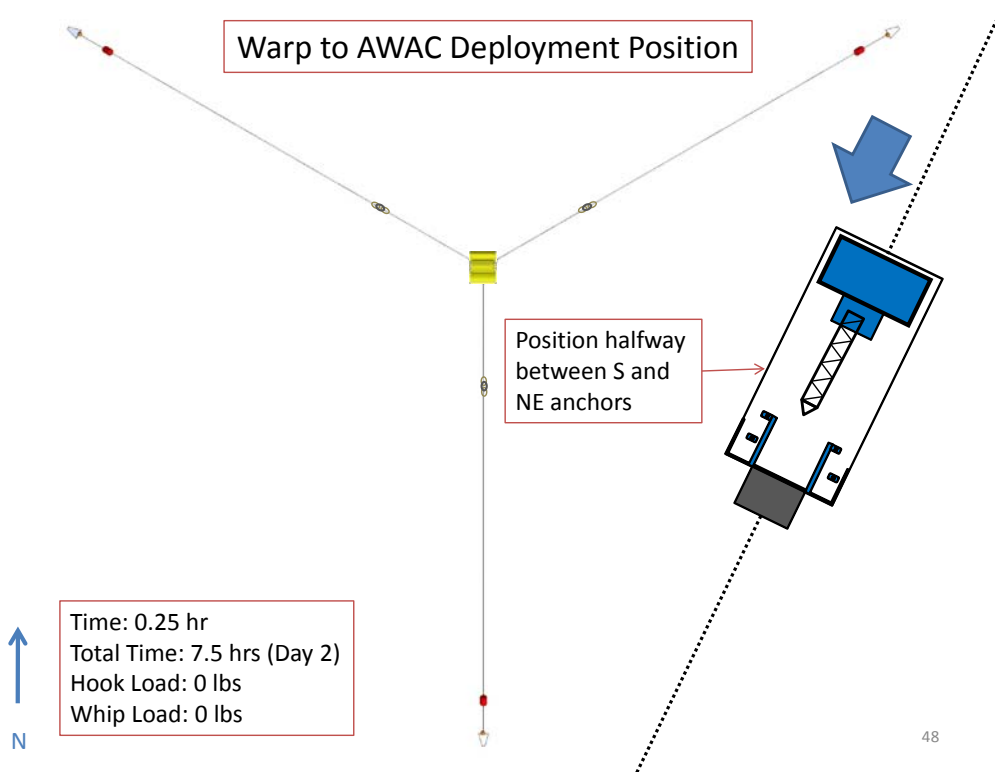 Warp to AWAC Deployment Position
Position halfway
between S and
NE anchors
Time: 0.25 hr
Total Time: 7.5 hrs (Day 2)
Hook Load: 0 lbs
Whip Load: 0 lbs
N
48